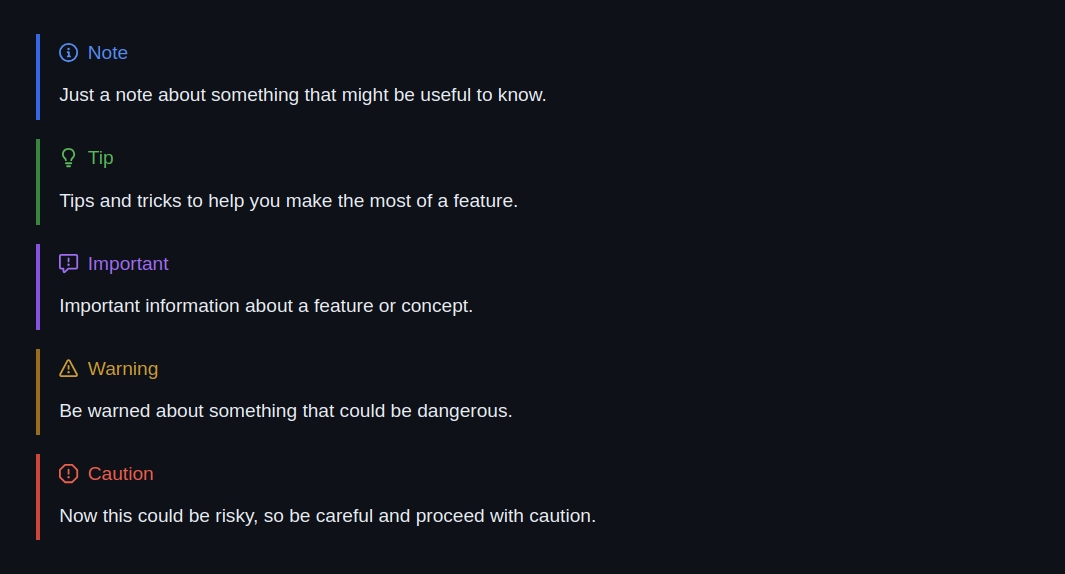 Note
Just a note about something that might be useful to know.
Tip
Tips and tricks to help you make the most of a feature.
Important
Important information about a feature or concept.
Warning
Be warned about something that could be dangerous.
Caution
Now this could be risky, so be careful and proceed with caution.